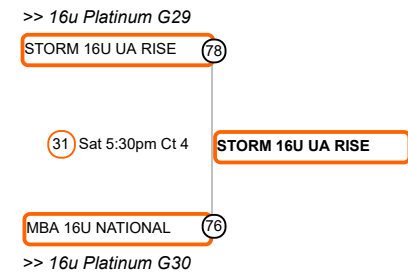 >> 16u Platinum G29
STORM 16U UA RISE 78
31 Sat 5:30pm Ct 4 STORM 16U UA RISE
MBA 16U NATIONAL 76
>> 16u Platinum G30